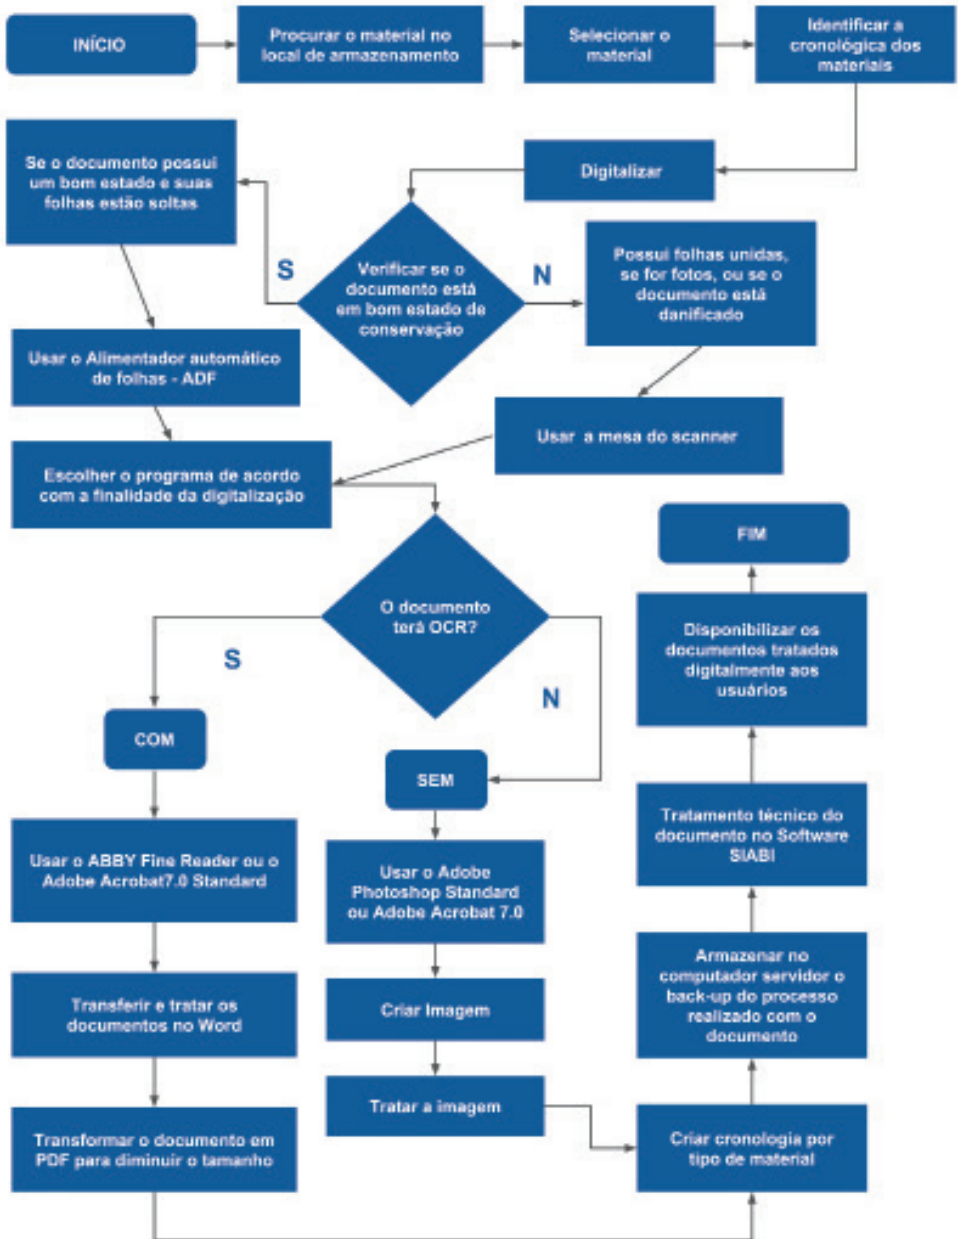 INÍCIO
Procurar o material no
local de armazenamento
Selecionar o
material
Identificar a
cronológica dos
materiais
Digitalizar
Se o documento possui
um bom estado e suas
folhas estão soltas
S
Verificar se o
documento está
em bom estado de
conservação
N
Possui folhas unidas,
se for fotos, ou se o
documento está
danificado
Usar o Alimentador automático
de folhas - ADF
Usar a mesa do scanner
Escolher o programa de acordo
com a finalidade da digitalização
O documento
terá OCR?
S
N
COM
Usar o ABBY Fine Reader ou o
Adobe Acrobat7.0 Standard
Transferir e tratar os
documentos no Word
Transformar o documento em
PDF para diminuir o tamanho
SEM
Usar o Adobe
Photoshop Standard
ou Adobe Acrobat 7.0
Criar Imagem
Tratar a imagem
Criar cronologia por
tipo de material
Armazenar no
computador servidor o
back-up do processo
realizado com o
documento
Tratamento técnico do
documento no Software
SIABI
Disponibilizar os
documentos tratados
digitalmente aos
usuários
FIM